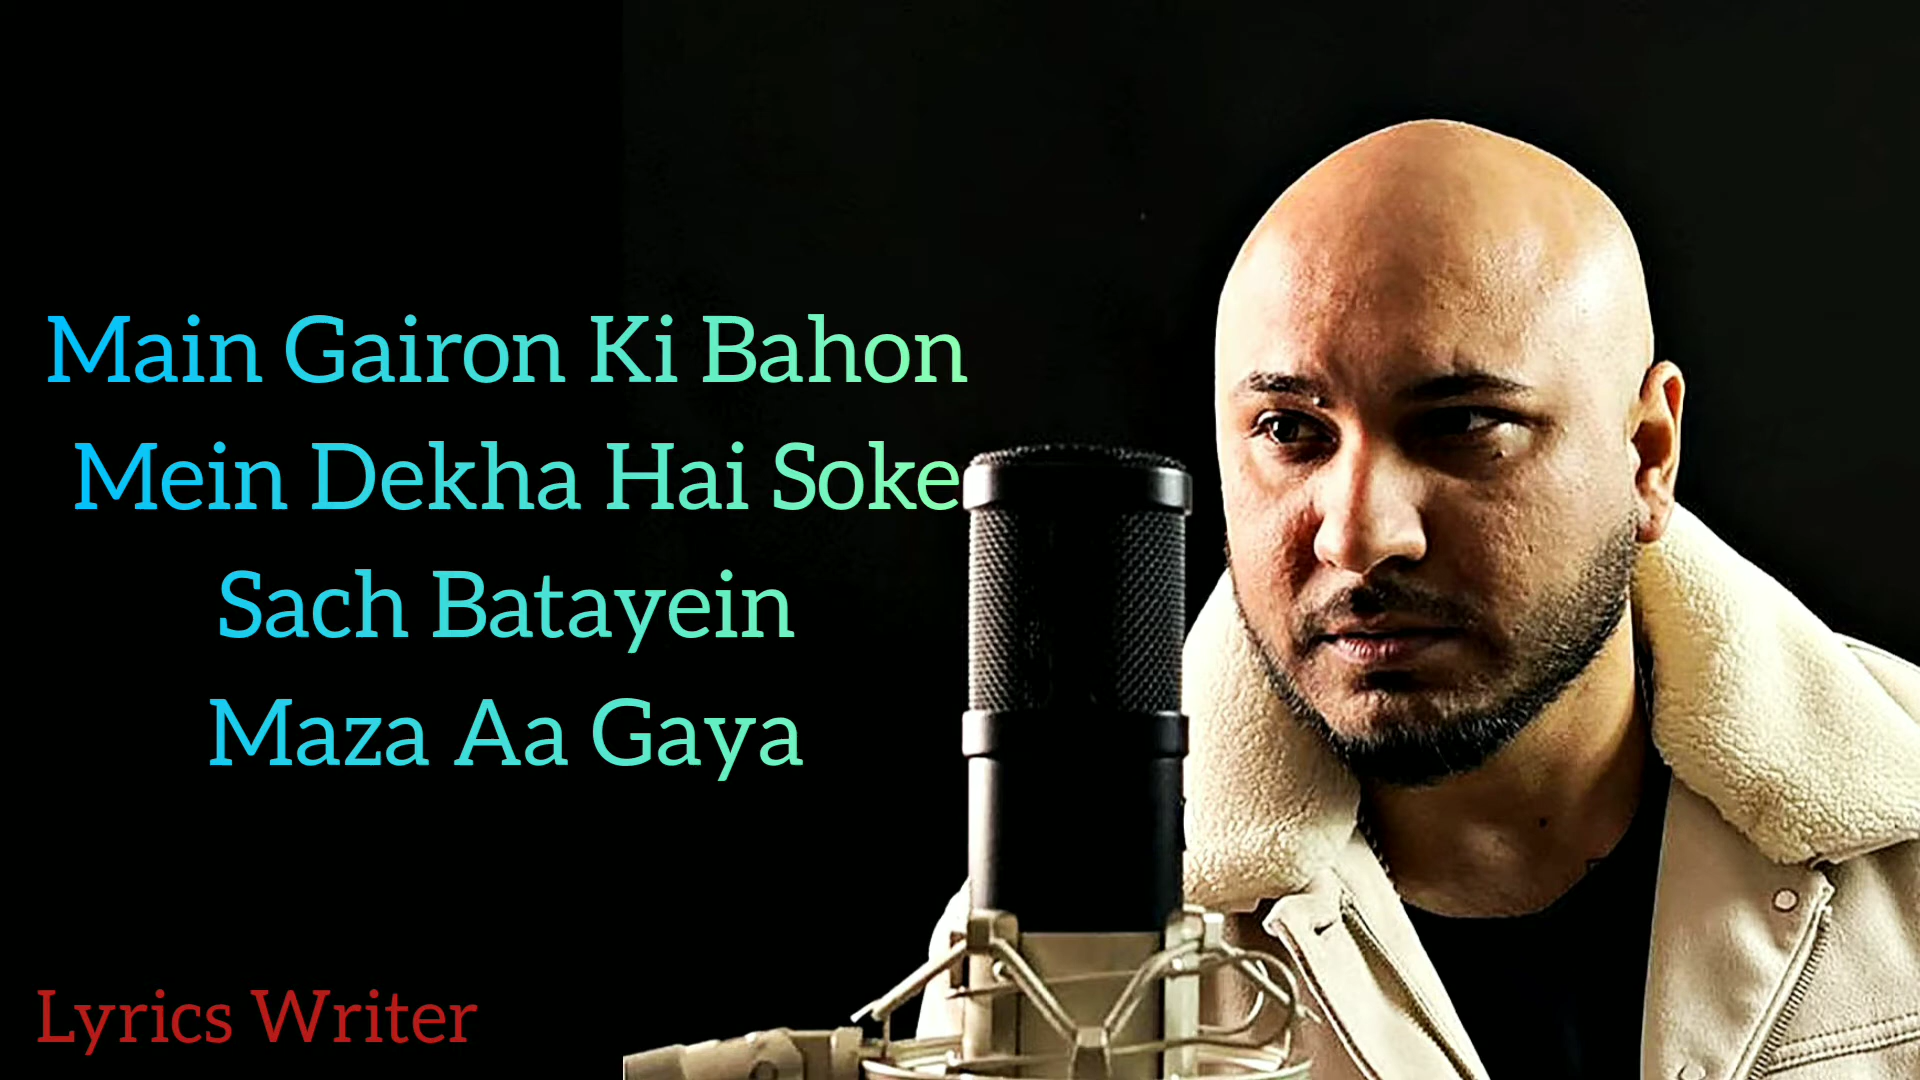 Main Gairon Ki Bahon
Mein Dekha Hai Soke
Sach Batayein
Maza Aa Gaya
Lyrics Writer